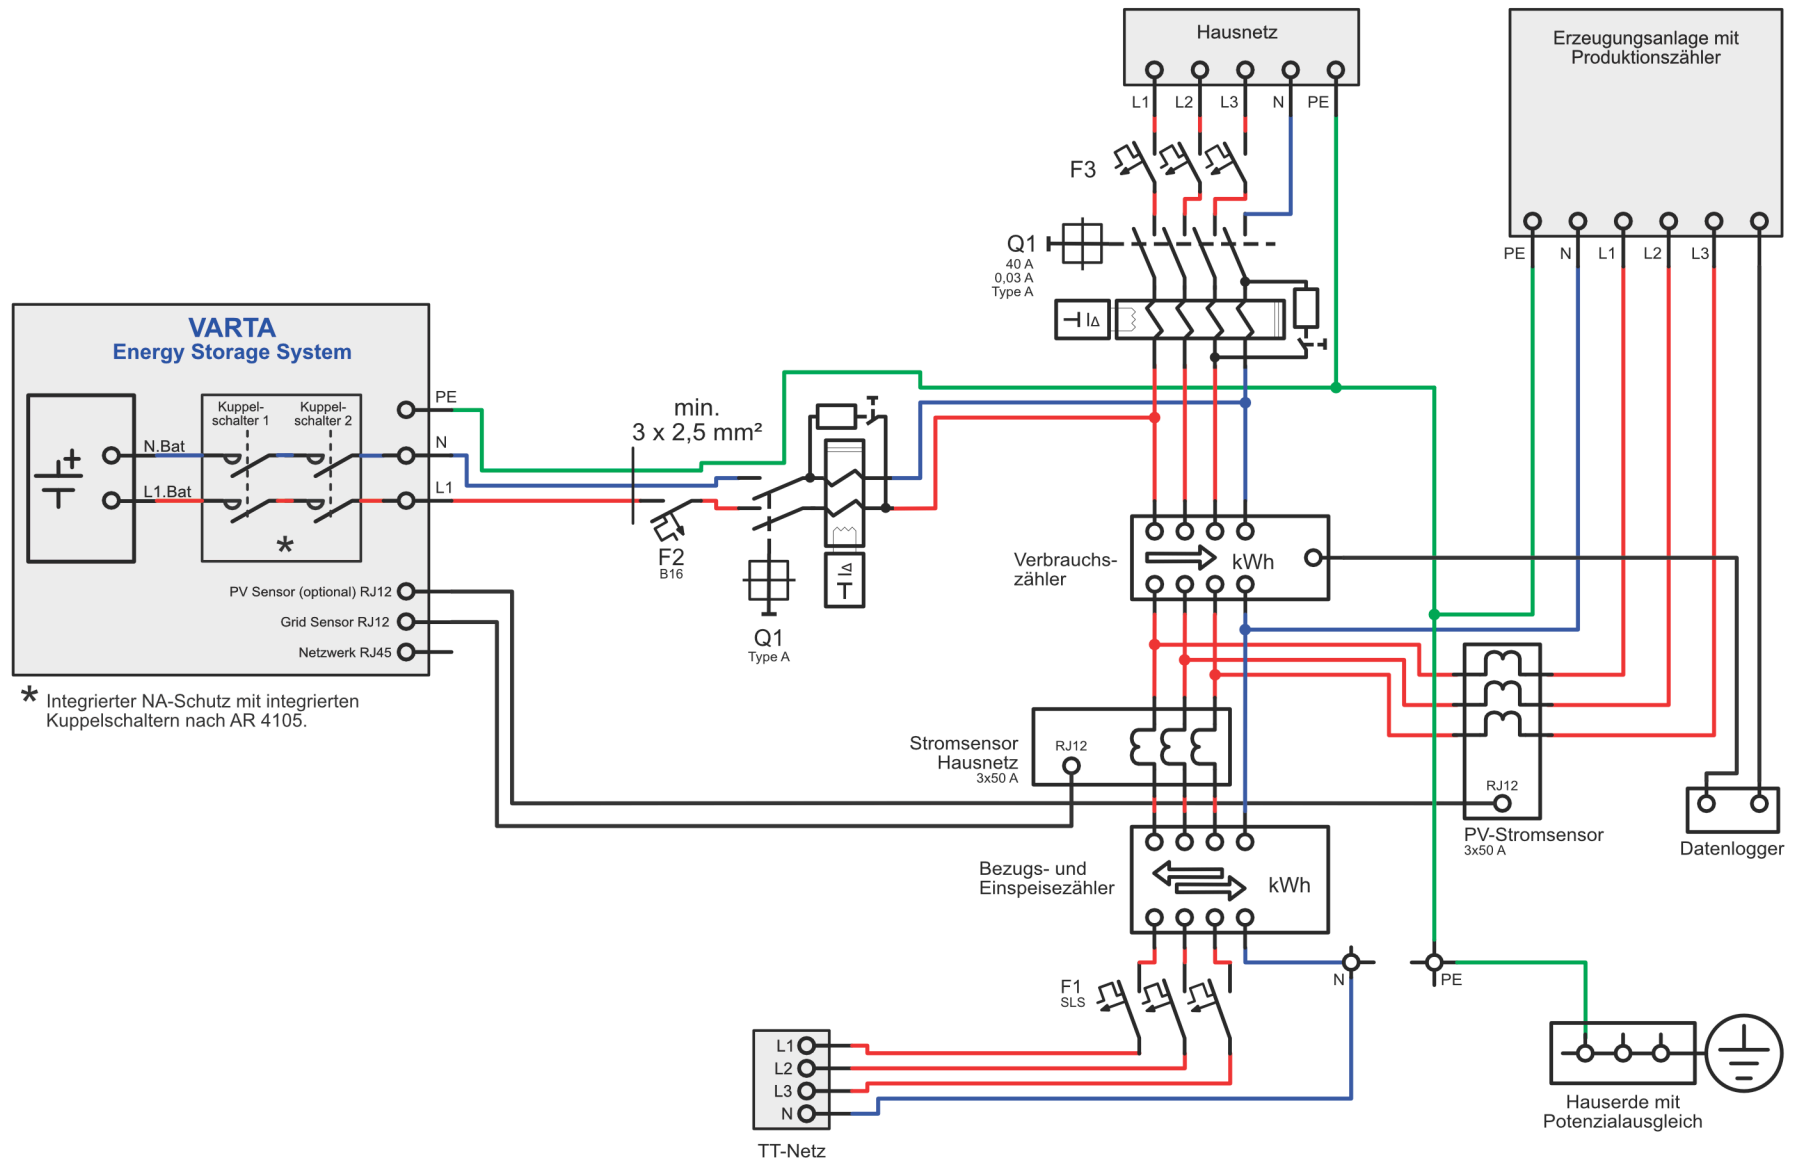 Hausnetz
L1
L2
L3
N
PE
Erzeugungsanlage mit
Produktionszähler
PE
N
L1
L2
L3
F3
Q1
40 A
0,03 A
Type A
I∆
VARTA
Energy Storage System
Kuppel-
schalter 1
Kuppel-
schalter 2
N.Bat
L1.Bat
+
*
PE
N
L1
PV Sensor (optional) RJ12
Grid Sensor RJ12
Netzwerk RJ45
* Integrierter NA-Schutz mit integrierten
Kuppelschaltern nach AR 4105.
min.
3 x 2,5 mm²
F2
B16
I∆
Q1
Type A
Verbrauchs-
zähler
kWh
Stromsensor
Hausnetz
3x50 A
RJ12
RJ12
PV-Stromsensor
3x50 A
Datenlogger
Bezugs- und
Einspeisezähler
kWh
F1
SLS
N
PE
L1
L2
L3
N
TT-Netz
Hauserde mit
Potenzialausgleich